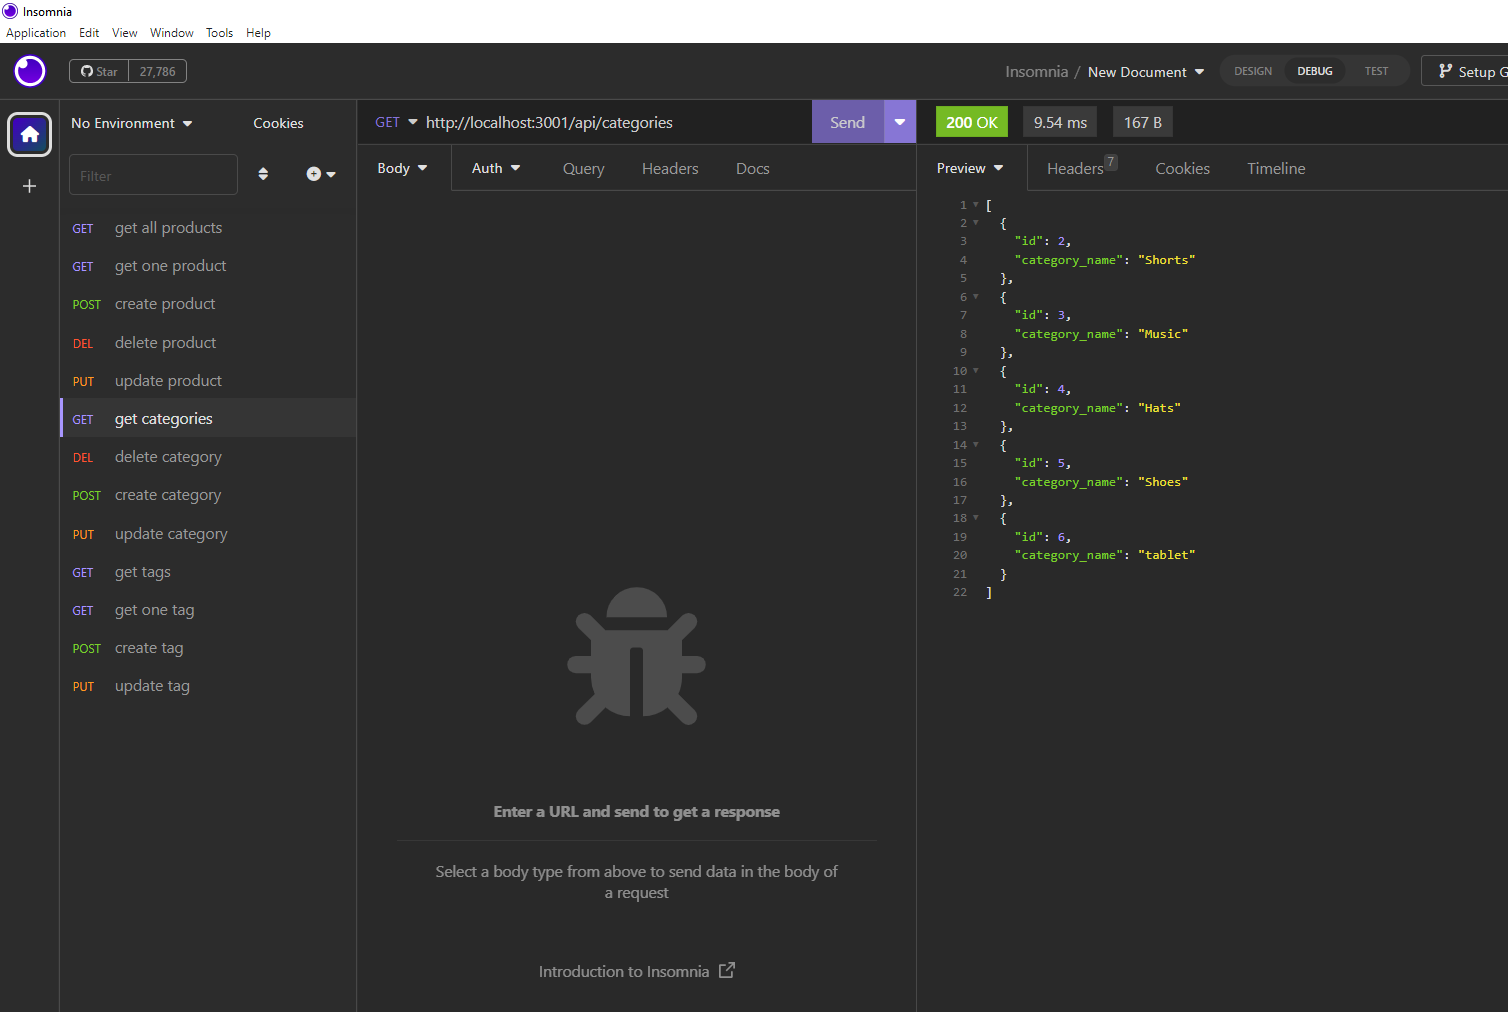 Insomnia
Application Edit View Window Tools Help
Star 27,786
Insomnia / New Document DESIGN DEBUG TEST Setup G
No Environment Cookies
Filter
GET get all products
GET get one product
POST create product
DEL delete product
PUT update product
GET get categories
DEL delete category
POST create category
PUT update category
GET get tags
GET get one tag
POST create tag
PUT update tag
GET http://localhost:3001/api/categories Send
Body Auth Query Headers Docs
Enter a URL and send to get a response
Select a body type from above to send data in the body of
a request
Introduction to Insomnia
200 OK 9.54 ms 167 B
Preview Headers 7 Cookies Timeline
1 [
2 {
3 "id": 2,
4 "category_name": "Shorts"
5 },
6 {
7 "id": 3,
8 "category_name": "Music"
9 },
10 {
11 "id": 4,
12 "category_name": "Hats"
13 },
14 {
15 "id": 5,
16 "category_name": "Shoes"
17 },
18 {
19 "id": 6,
20 "category_name": "tablet"
21 }
22 ]